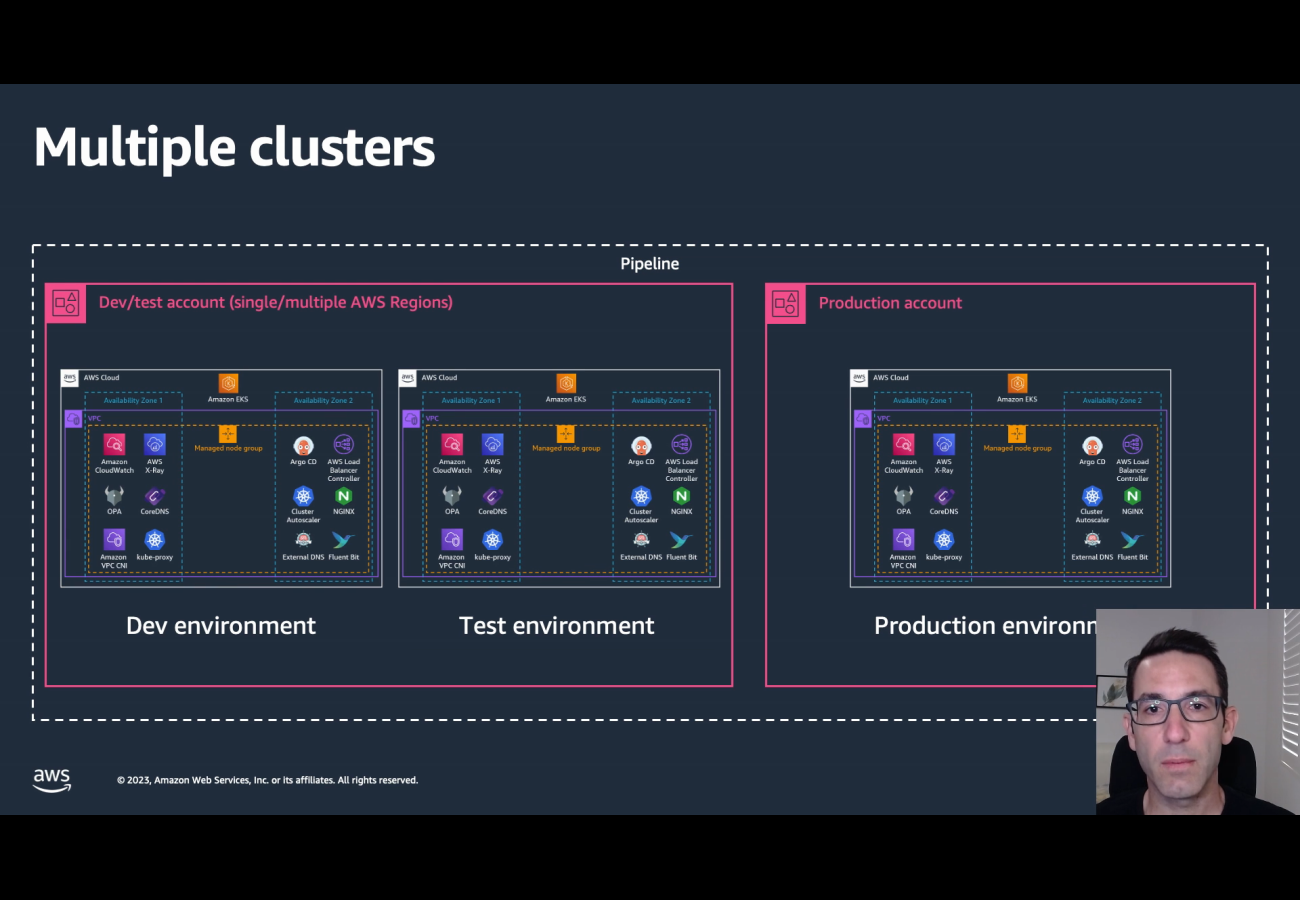 Multiple clusters
Pipeline
Dev/test account (single/multiple AWS Regions)
aws
AWS Cloud
Amazon EKS
Availability Zone 1
Availability Zone 2
VPC
Managed node group
Amazon
CloudWatch
AWS
X-Ray
Argo CD
AWS Load
Balancer
Controller
OPA
CoreDNS
Cluster
Autoscaler
NGINX
Amazon
VPC CNI
kube-proxy
External DNS
Fluent Bit
Dev environment
aws
AWS Cloud
Amazon EKS
Availability Zone 1
Availability Zone 2
VPC
Managed node group
Amazon
CloudWatch
AWS
X-Ray
Argo CD
AWS Load
Balancer
Controller
OPA
CoreDNS
Cluster
Autoscaler
NGINX
Amazon
VPC CNI
kube-proxy
External DNS
Fluent Bit
Test environment
Production account
aws
AWS Cloud
Amazon EKS
Availability Zone 1
Availability Zone 2
VPC
Managed node group
Amazon
CloudWatch
AWS
X-Ray
Argo CD
AWS Load
Balancer
Controller
OPA
CoreDNS
Cluster
Autoscaler
NGINX
Amazon
VPC CNI
kube-proxy
External DNS
Fluent Bit
Production environ
aws
© 2023, Amazon Web Services, Inc. or its affiliates. All rights reserved.